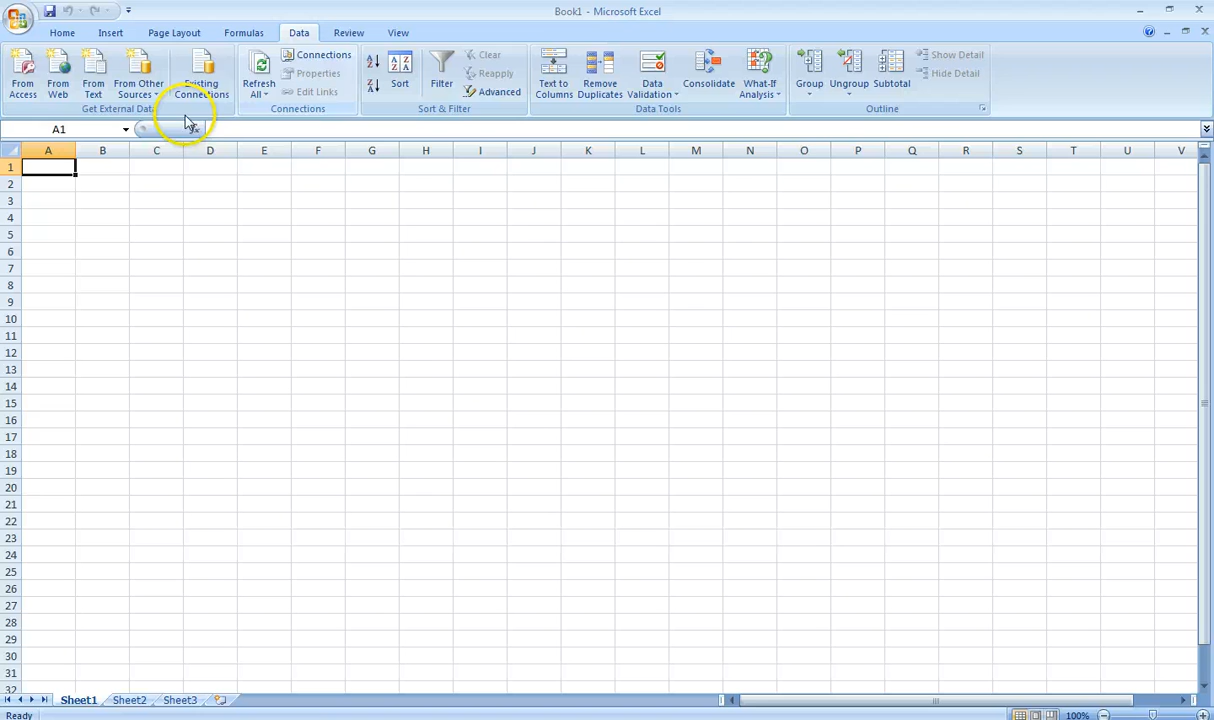 Book1 - Microsoft Excel
Home Insert Page Layout Formulas Data Review View
From Access
From Web
From Text
From Other Sources
Existing Connections
Get External Data
Refresh All
Connections
Properties
Edit Links
Connections
Sort
Filter
Clear
Reapply
Advanced
Sort & Filter
Text to Columns
Remove Duplicates
Data Validation
Consolidate
What-If Analysis
Data Tools
Group
Ungroup
Subtotal
Show Detail
Hide Detail
Outline
A1 fx
A B C D E F G H I J K L M N O P Q R S T U V
1
2
3
4
5
6
7
8
9
10
11
12
13
14
15
16
17
18
19
20
21
22
23
24
25
26
27
28
29
30
31
32
Sheet1 Sheet2 Sheet3
Ready 100%